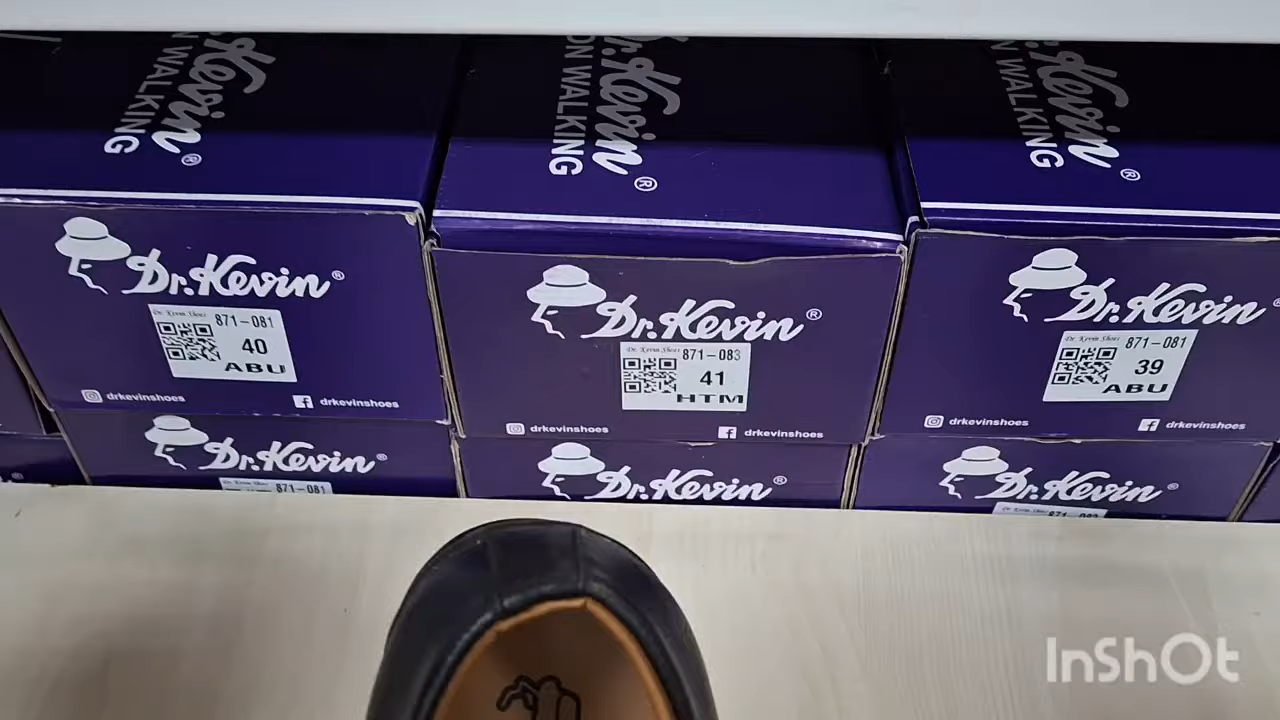 Dr.Kevin®
ON WALKING
Dr.Kevin®
ON WALKING
Dr.Kevin®
N WALKING
Dr.Kevin®
Dr. Kevin Shoes 871-081
40
ABU
drkevinshoes drkevinshoes
Dr.Kevin®
Dr. Kevin Shoes 871-083
41
HTM
drkevinshoes drkevinshoes
Dr.Kevin®
Dr. Kevin Shoes 871-081
39
ABU
drkevinshoes drkevinshoes
Dr.Kevin®
871-081
Dr.Kevin®
Dr.Kevin®
InShOt